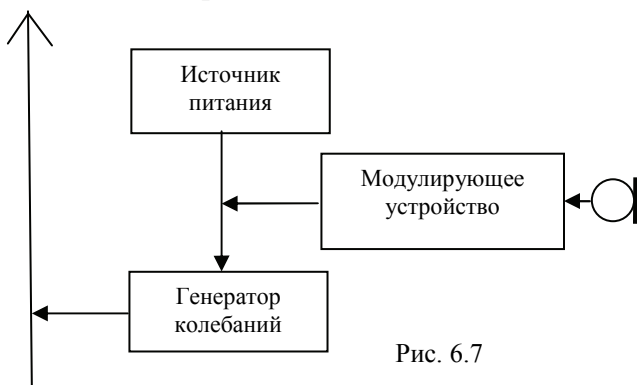 Источник
питания
Модулирующее
устройство
Генератор
колебаний
Рис. 6.7